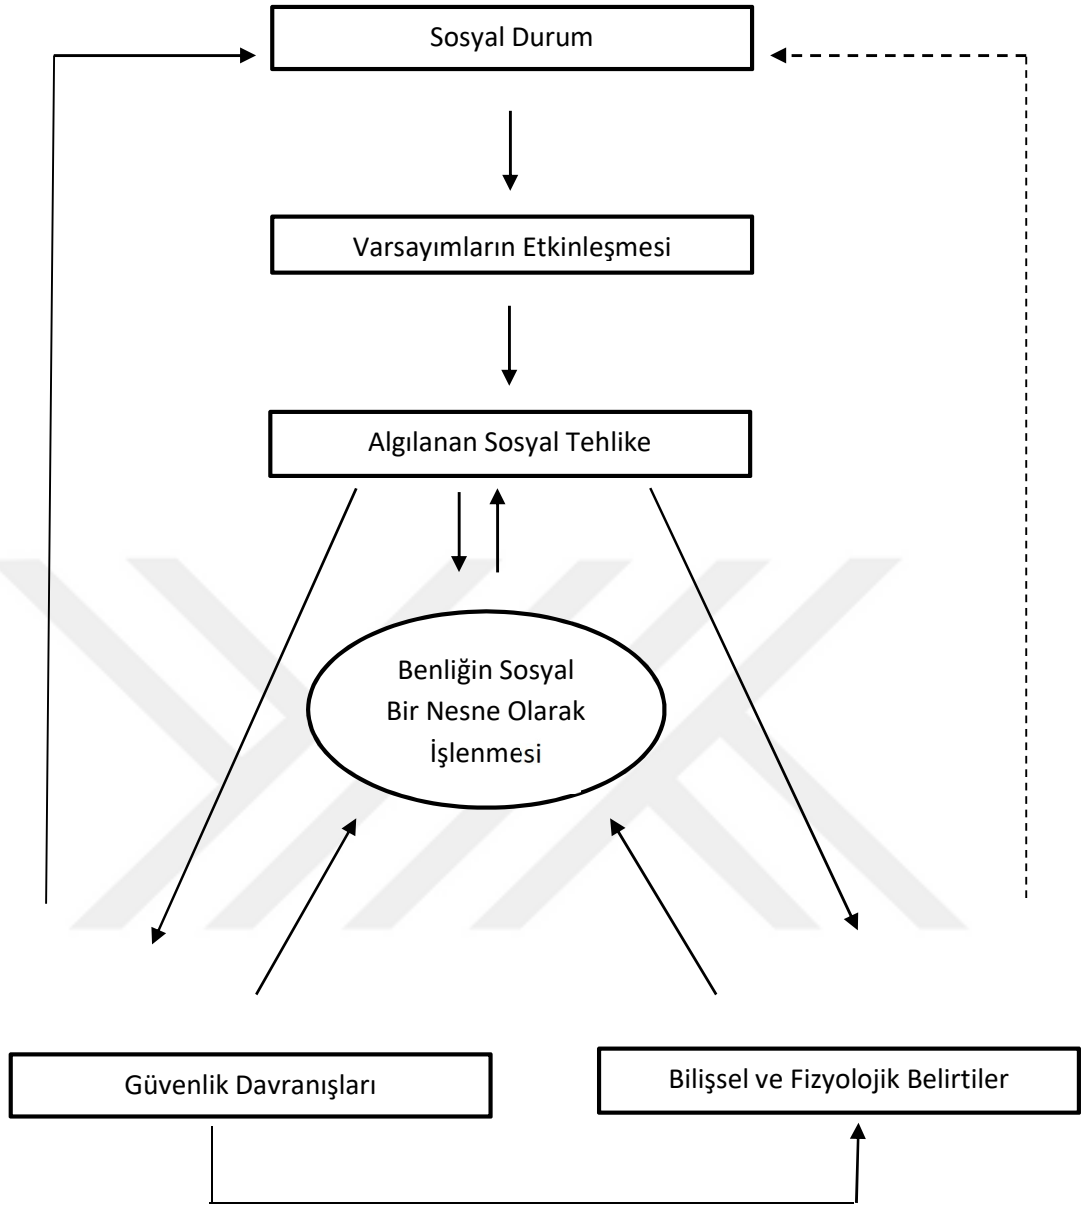 Sosyal Durum
Varsayımların Etkinleşmesi
Algılanan Sosyal Tehlike
Benliğin Sosyal
Bir Nesne Olarak
İşlenmesi
Güvenlik Davranışları
Bilişsel ve Fizyolojik Belirtiler